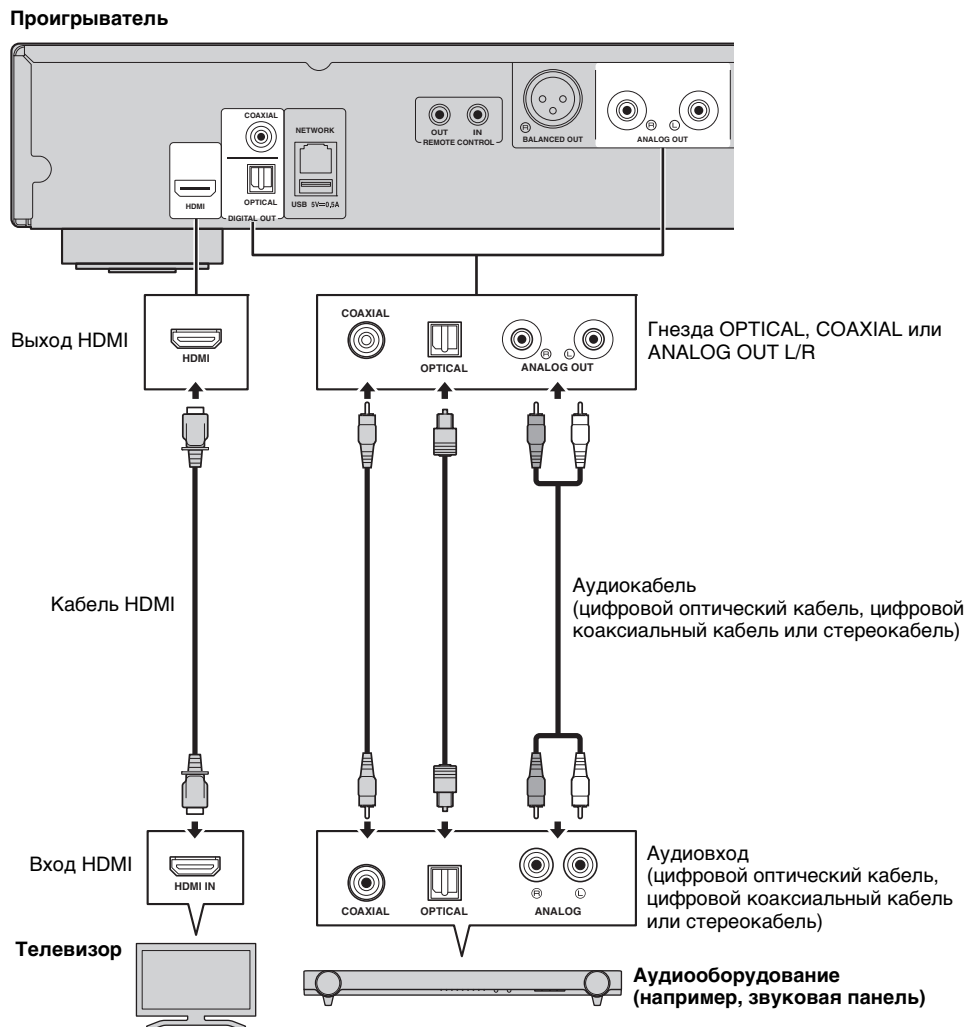 Проигрыватель
COAXIAL
NETWORK
HDMI
OPTICAL
DIGITAL OUT
USB 5V⎓0,5A
OUT IN
REMOTE CONTROL
R
BALANCED OUT
R L
ANALOG OUT
Выход HDMI
HDMI
COAXIAL
OPTICAL
R L
ANALOG OUT
Гнезда OPTICAL, COAXIAL или
ANALOG OUT L/R
Кабель HDMI
Аудиокабель
(цифровой оптический кабель, цифровой
коаксиальный кабель или стереокабель)
Вход HDMI
HDMI IN
COAXIAL
OPTICAL
R L
ANALOG
Аудиовход
(цифровой оптический кабель,
цифровой коаксиальный кабель
или стереокабель)
Телевизор
Аудиооборудование
(например, звуковая панель)